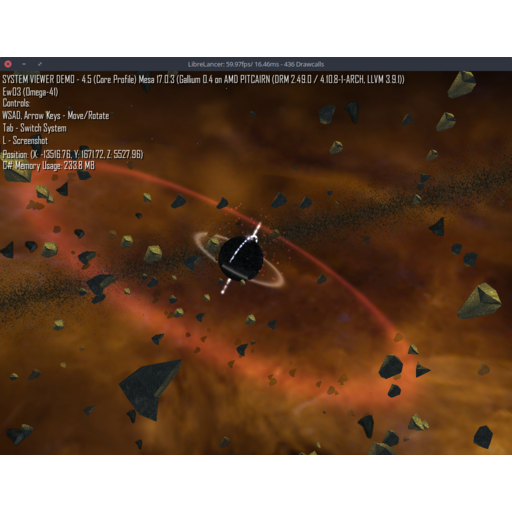 LibreLancer: 59.97fps/ 16.46ms - 436 Drawcalls
SYSTEM VIEWER DEMO - 4.5 (Core Profile) Mesa 17.0.3 (Gallium 0.4 on AMD PITCAIRN (DRM 2.49.0 / 4.10.8-1-ARCH, LLVM 3.9.1))
Ew03 (Omega-41)
Controls:
WSAD, Arrow Keys - Move/Rotate
Tab - Switch System
L - Screenshot
Position (X: -13516.76, Y: 1671.72, Z: 5527.96)
C# Memory Usage: 233.8 MB